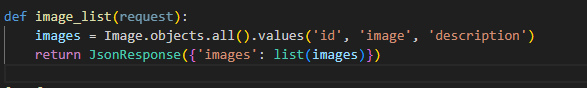 def image_list(request):
    images = Image.objects.all().values('id', 'image', 'description')
    return JsonResponse({'images': list(images)})